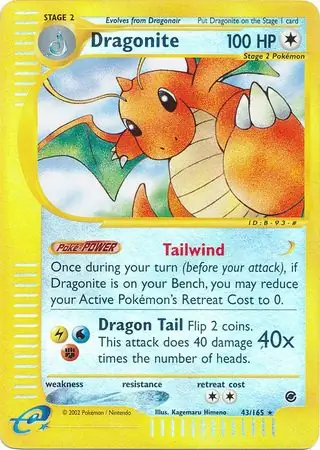 STAGE 2
Evolves from Dragonair
Put Dragonite on the Stage 1 card
Dragonite 100 HP
Stage 2 Pokémon
ID:B-93-#
POKé-POWER Tailwind
Once during your turn (before your attack), if
Dragonite is on your Bench, you may reduce
your Active Pokémon's Retreat Cost to 0.
Dragon Tail Flip 2 coins.
This attack does 40 damage 40x
times the number of heads.
weakness resistance retreat cost
e © 2002 Pokémon / Nintendo Illus. Kagemaru Himeno 43/165 ★